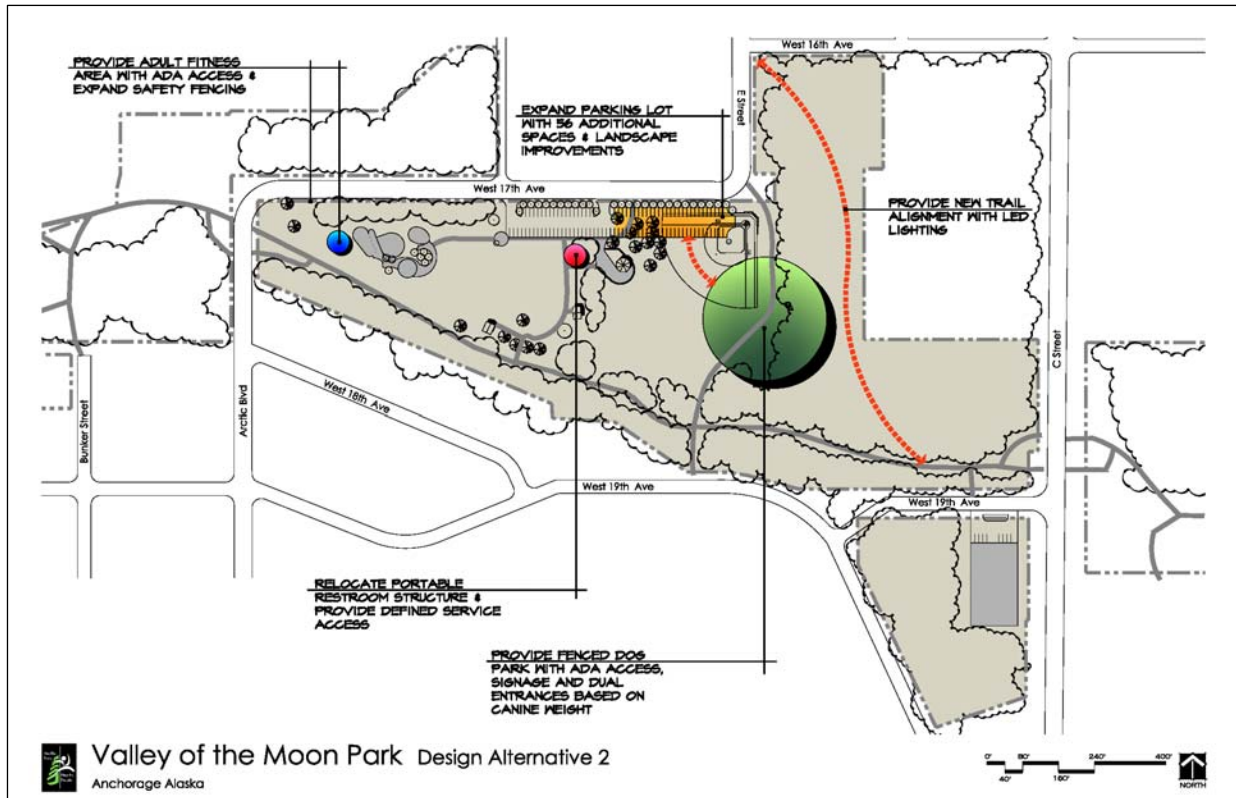 West 16th Ave
PROVIDE ADULT FITNESS
AREA WITH ADA ACCESS &
EXPAND SAFETY FENCING
E Street
EXPAND PARKING LOT
WITH 56 ADDITIONAL
SPACES & LANDSCAPE
IMPROVEMENTS
West 17th Ave
PROVIDE NEW TRAIL
ALIGNMENT WITH LED
LIGHTING
C Street
Bunker Street
Arctic Blvd
West 18th Ave
West 19th Ave
West 19th Ave
RELOCATE PORTABLE
RESTROOM STRUCTURE &
PROVIDE DEFINED SERVICE
ACCESS
PROVIDE FENCED DOG
PARK WITH ADA ACCESS,
SIGNAGE AND DUAL
ENTRANCES BASED ON
CANINE WEIGHT
Valley of the Moon Park Design Alternative 2
Anchorage Alaska
0' 80' 240' 400'
40' 160'
NORTH